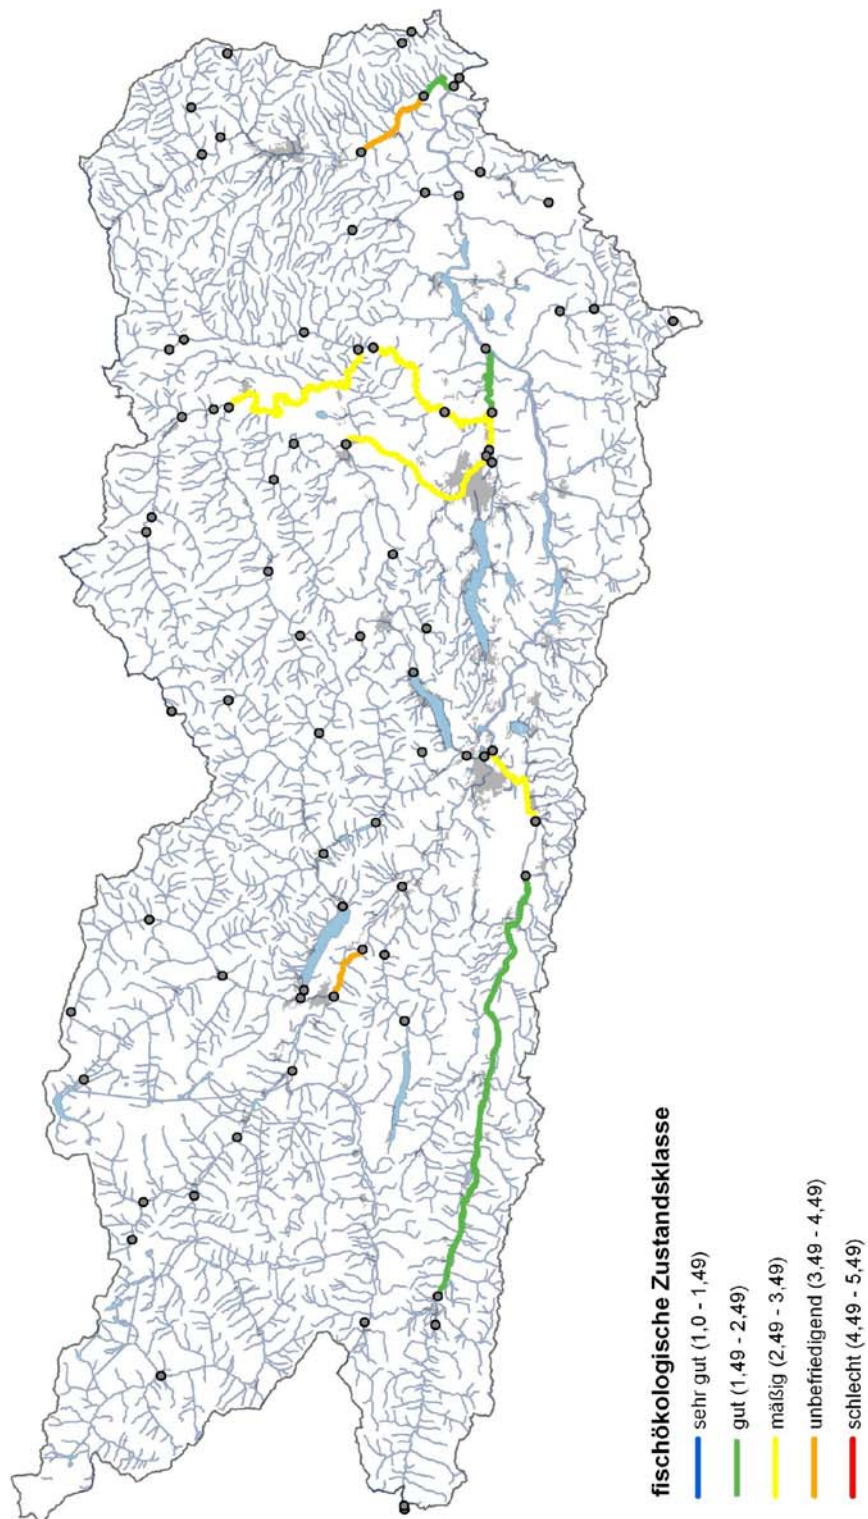 fischökologische Zustandsklasse
sehr gut (1,0 - 1,49)
gut (1,49 - 2,49)
mäßig (2,49 - 3,49)
unbefriedigend (3,49 - 4,49)
schlecht (4,49 - 5,49)